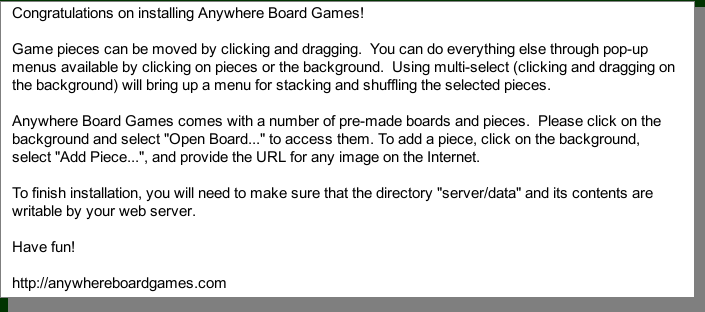 Congratulations on installing Anywhere Board Games!
Game pieces can be moved by clicking and dragging.  You can do everything else through pop-up
menus available by clicking on pieces or the background.  Using multi-select (clicking and dragging on
the background) will bring up a menu for stacking and shuffling the selected pieces.
Anywhere Board Games comes with a number of pre-made boards and pieces.  Please click on the
background and select "Open Board..." to access them. To add a piece, click on the background,
select "Add Piece...", and provide the URL for any image on the Internet.
To finish installation, you will need to make sure that the directory "server/data" and its contents are
writable by your web server.
Have fun!
http://anywhereboardgames.com